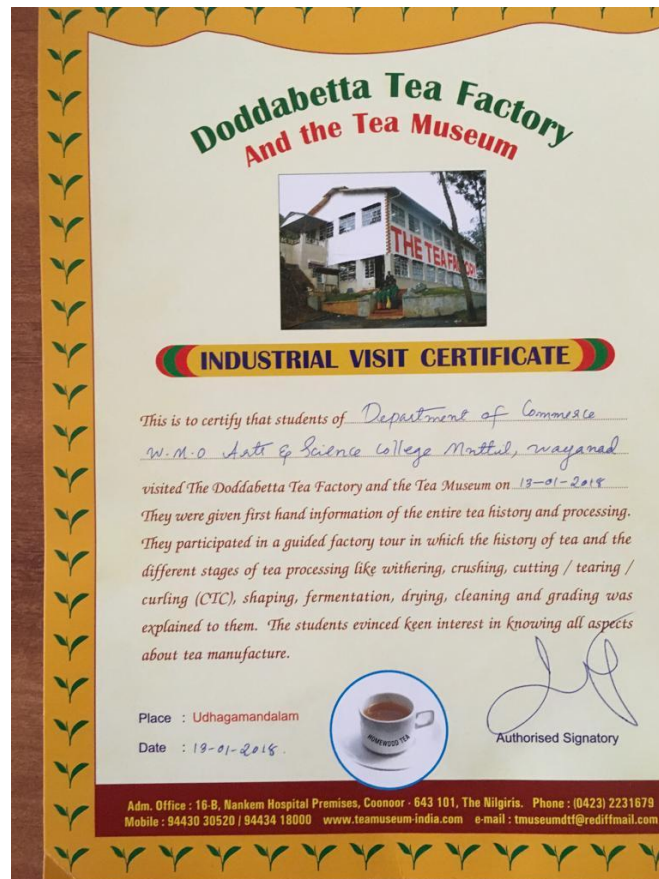 Doddabetta Tea Factory
And the Tea Museum
THE TEA FACTORY
INDUSTRIAL VISIT CERTIFICATE
This is to certify that students of Department of Commerce
W.M.O Arts & Science College Mnttul, Wayanad
visited The Doddabetta Tea Factory and the Tea Museum on 13-01-2018
They were given first hand information of the entire tea history and processing.
They participated in a guided factory tour in which the history of tea and the
different stages of tea processing like withering, crushing, cutting / tearing /
curling (CTC), shaping, fermentation, drying, cleaning and grading was
explained to them. The students evinced keen interest in knowing all aspects
about tea manufacture.
Place : Udhagamandalam
Date : 13-01-2018.
HOMEWOOD TEA
Authorised Signatory
Adm. Office : 16-B, Nankem Hospital Premises, Coonoor - 643 101, The Nilgiris. Phone : (0423) 2231679
Mobile : 94430 30520 / 94434 18000 www.teamuseum-india.com e-mail : tmuseumdtf@rediffmail.com